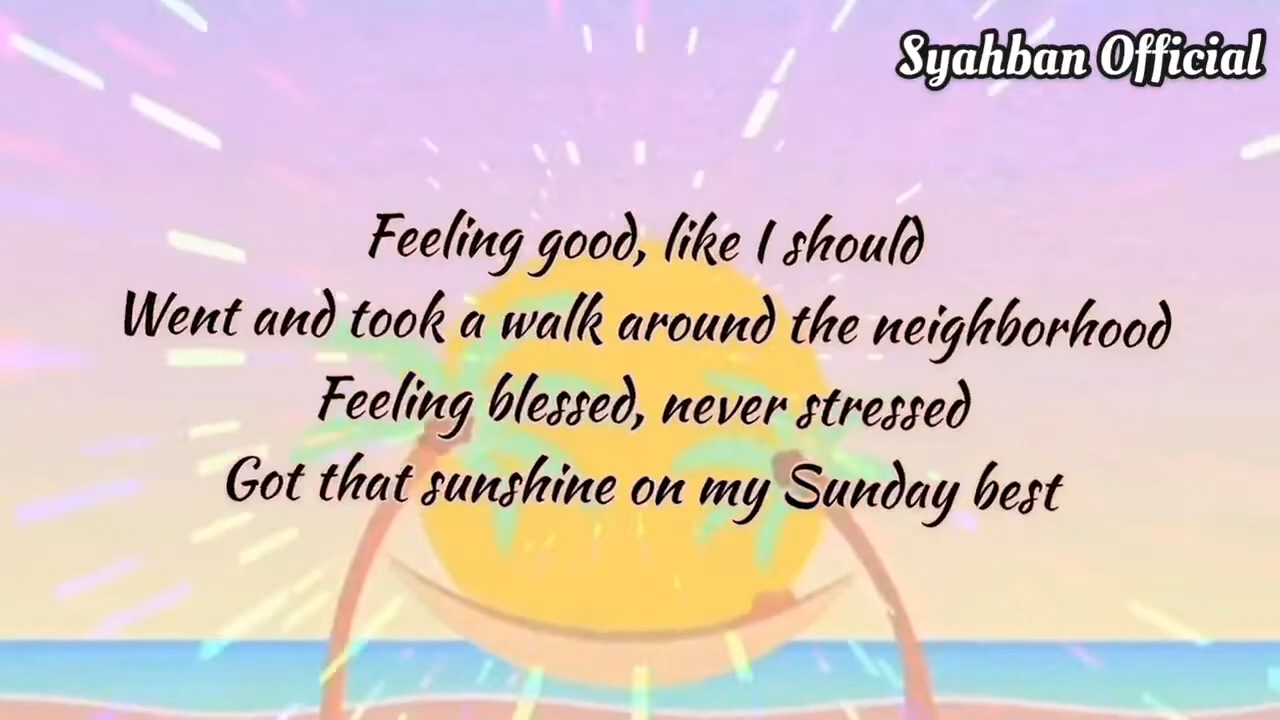 Syahban Official
Feeling good, like I should
Went and took a walk around the neighborhood
Feeling blessed, never stressed
Got that sunshine on my Sunday best